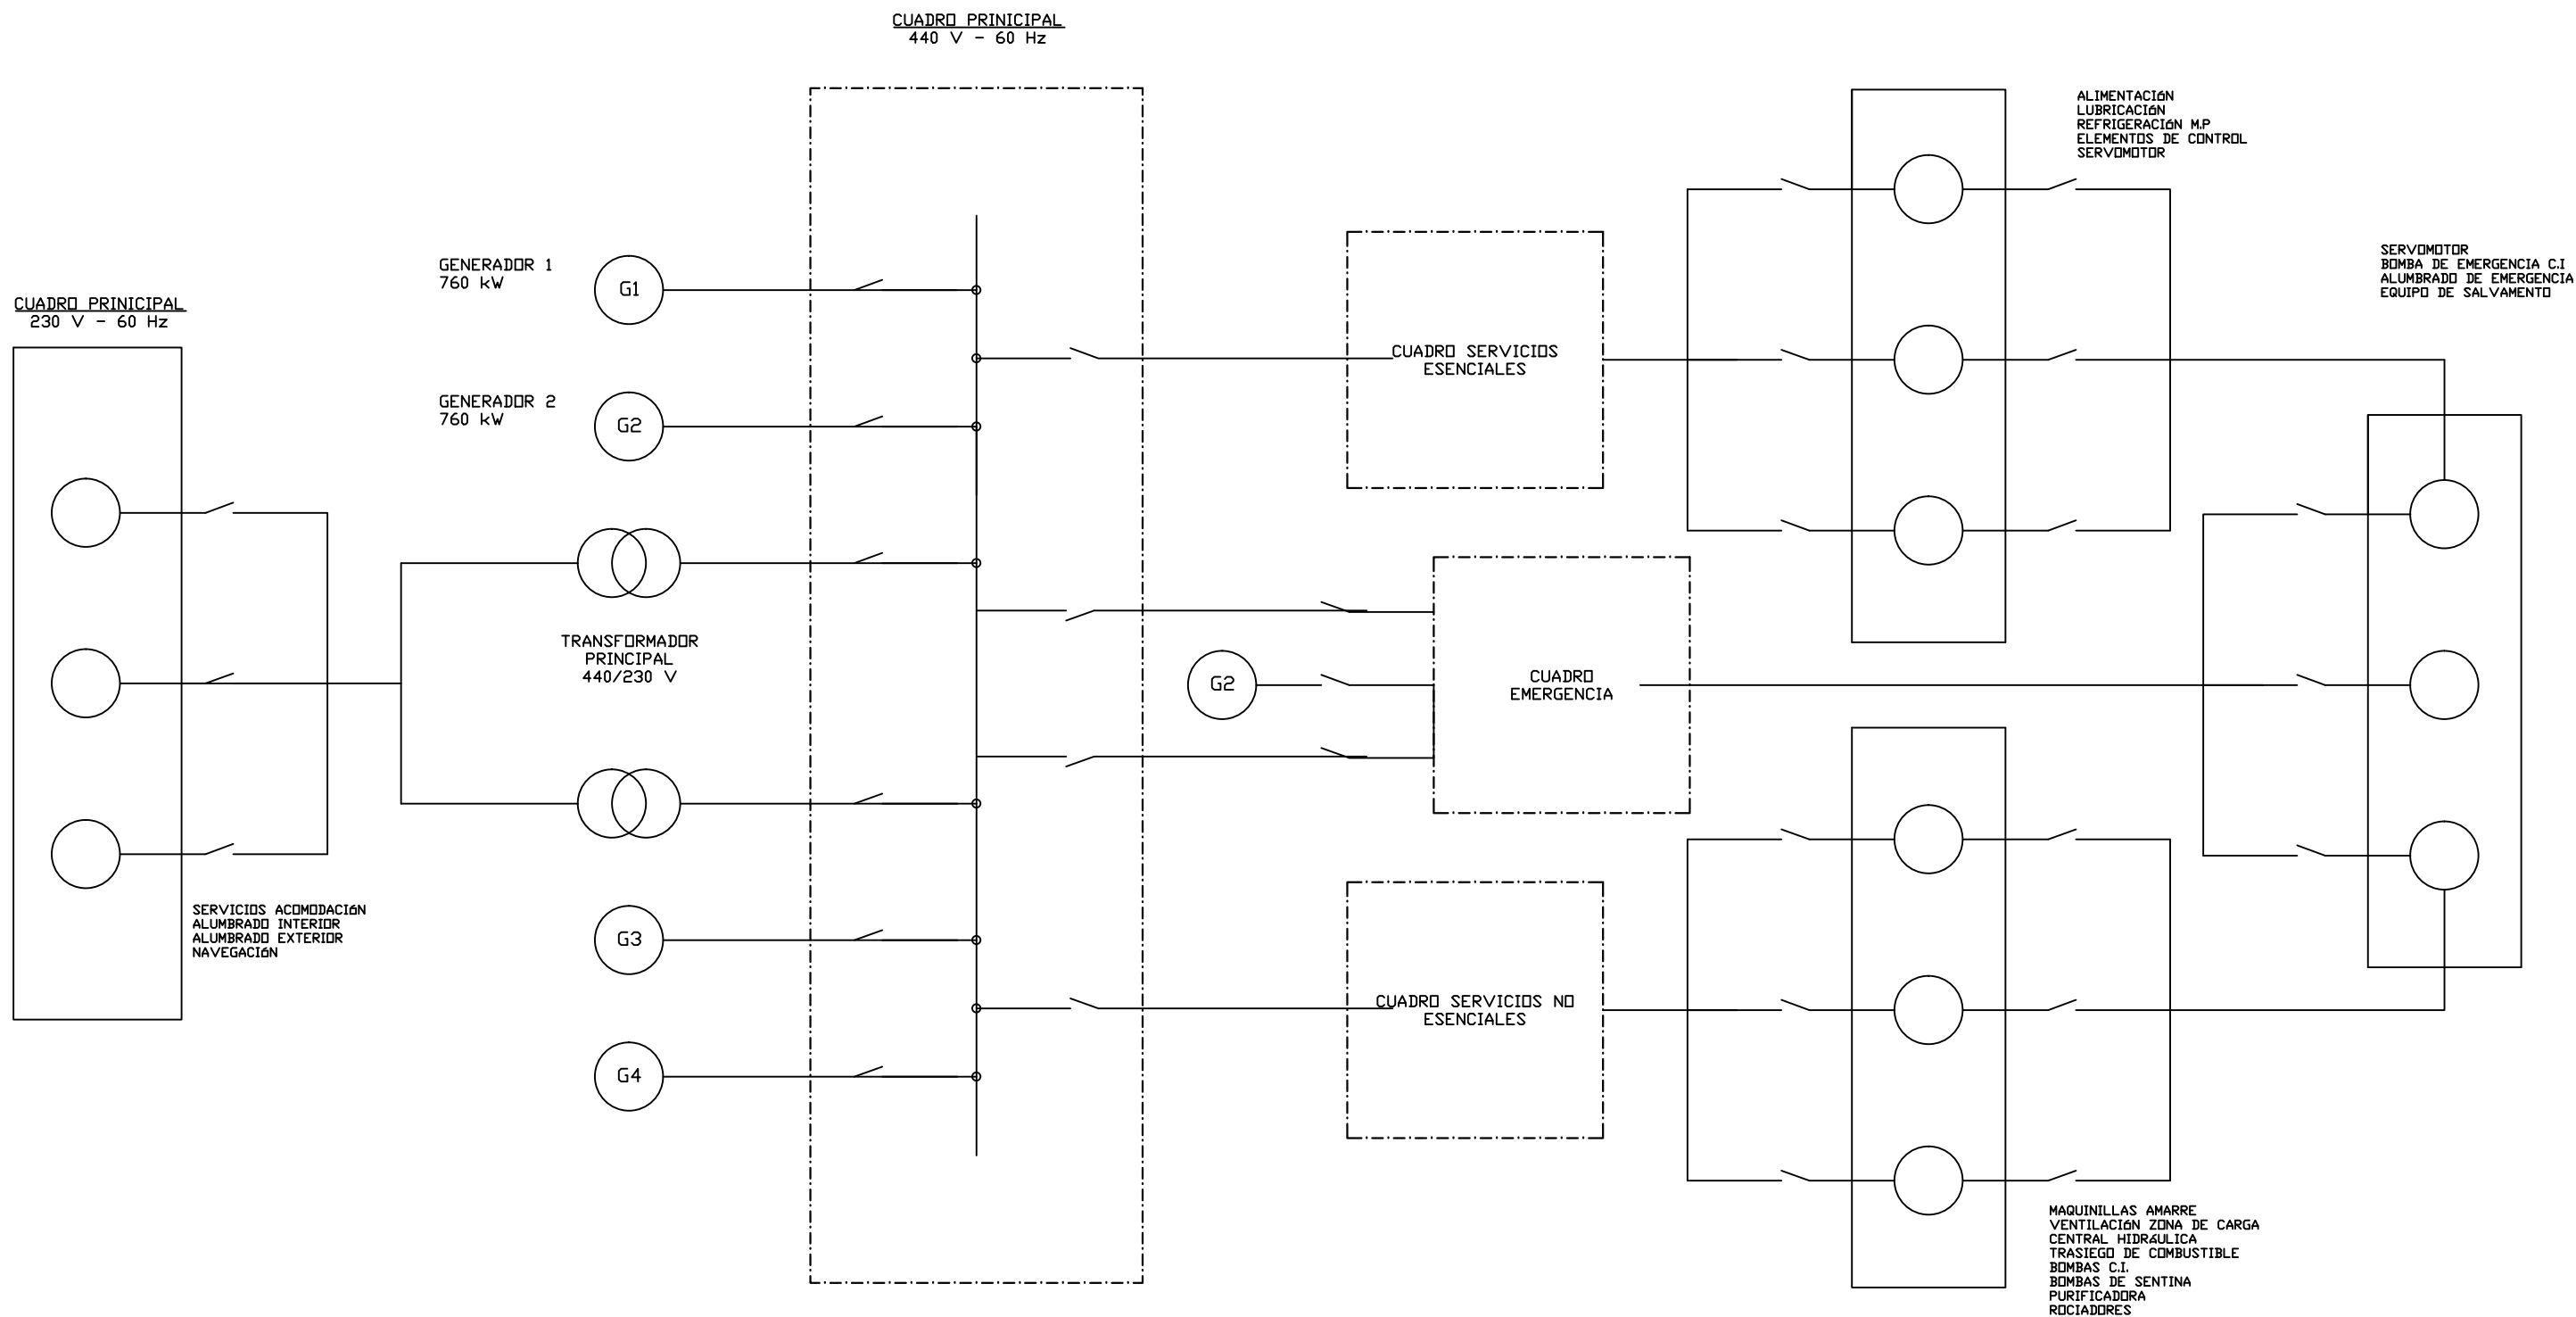 CUADRO PRINICIPAL
440 V - 60 Hz
ALIMENTACIÓN
LUBRICACIÓN
REFRIGERACIÓN M.P
ELEMENTOS DE CONTROL
SERVOMOTOR
SERVOMOTOR
BOMBA DE EMERGENCIA C.I
ALUMBRADO DE EMERGENCIA
EQUIPO DE SALVAMENTO
GENERADOR 1
760 kW
G1
CUADRO PRINICIPAL
230 V - 60 Hz
CUADRO SERVICIOS
ESENCIALES
GENERADOR 2
760 kW
G2
TRANSFORMADOR
PRINCIPAL
440/230 V
G2
CUADRO
EMERGENCIA
SERVICIOS ACOMODACIÓN
ALUMBRADO INTERIOR
ALUMBRADO EXTERIOR
NAVEGACIÓN
G3
CUADRO SERVICIOS NO
ESENCIALES
G4
MAQUINILLAS AMARRE
VENTILACIÓN ZONA DE CARGA
CENTRAL HIDRÁULICA
TRASIEGO DE COMBUSTIBLE
BOMBAS C.I.
BOMBAS DE SENTINA
PURIFICADORA
ROCIADORES